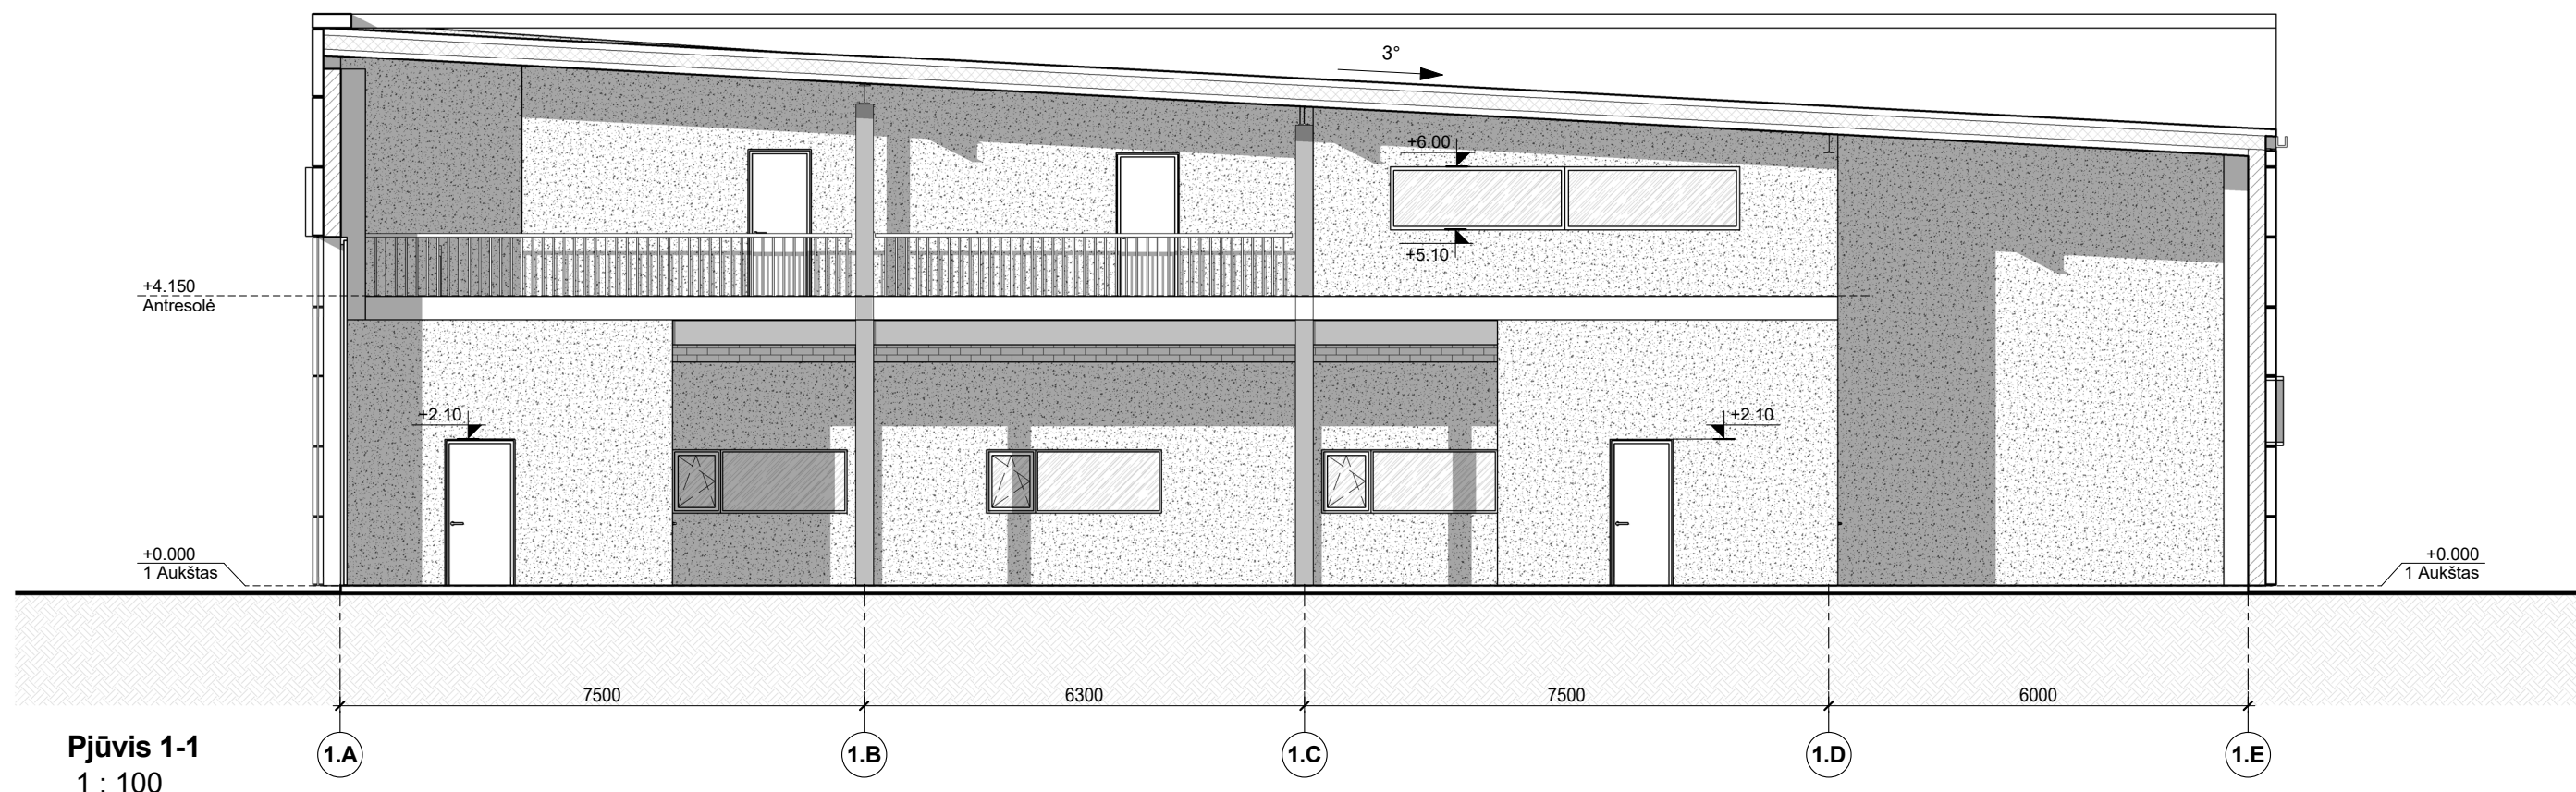 3°
+6.00
+5.10
+4.150
Antresolė
+2.10
+2.10
+0.000
1 Aukštas
+0.000
1 Aukštas
7500
6300
7500
6000
Pjūvis 1-1
1 : 100
1.A
1.B
1.C
1.D
1.E